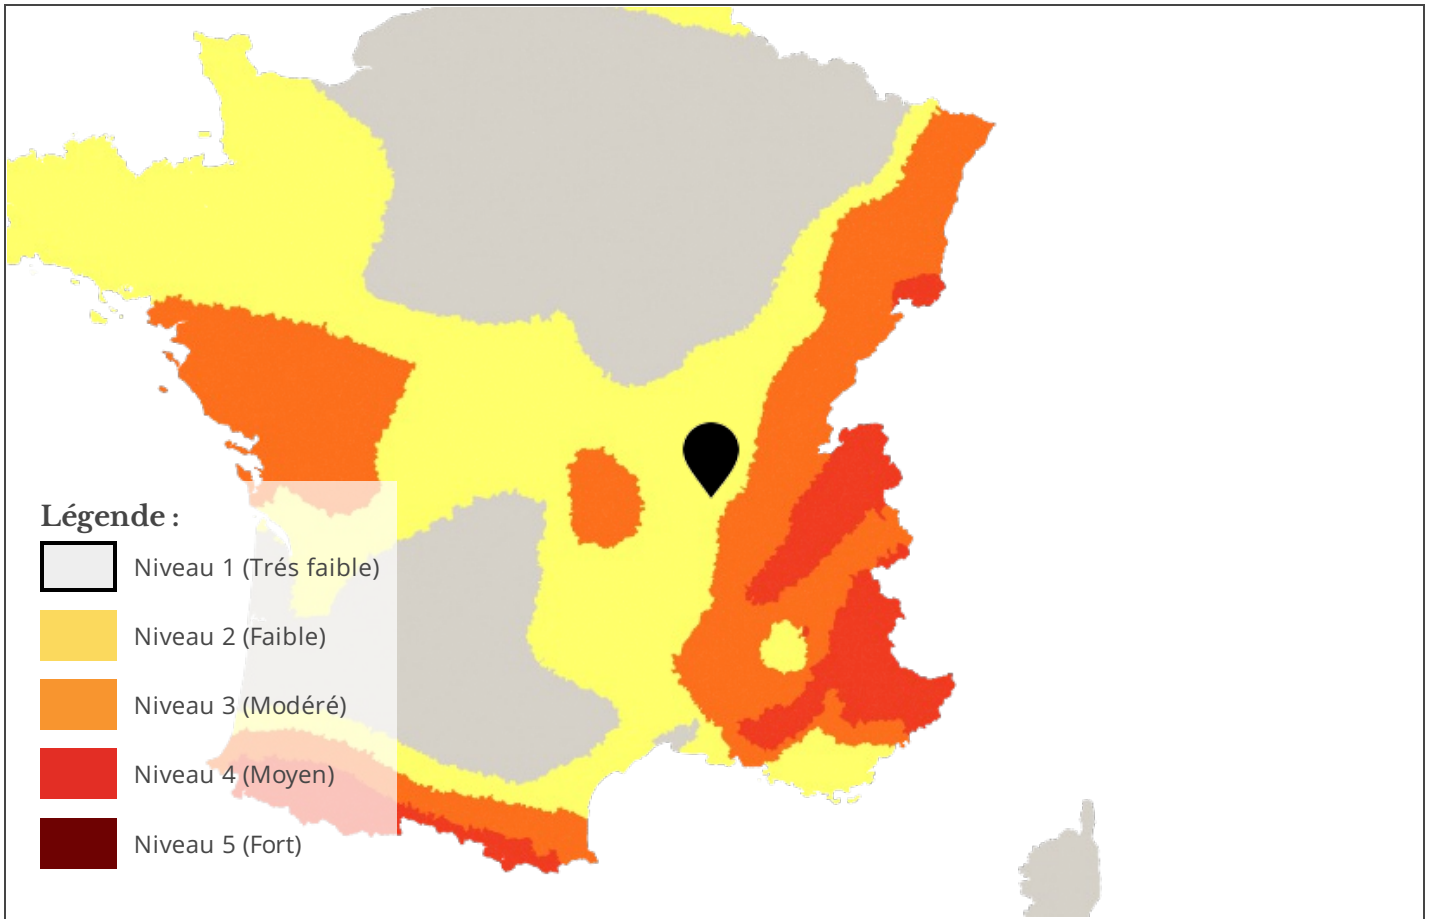 Légende :
Niveau 1 (Trés faible)
Niveau 2 (Faible)
Niveau 3 (Modéré)
Niveau 4 (Moyen)
Niveau 5 (Fort)